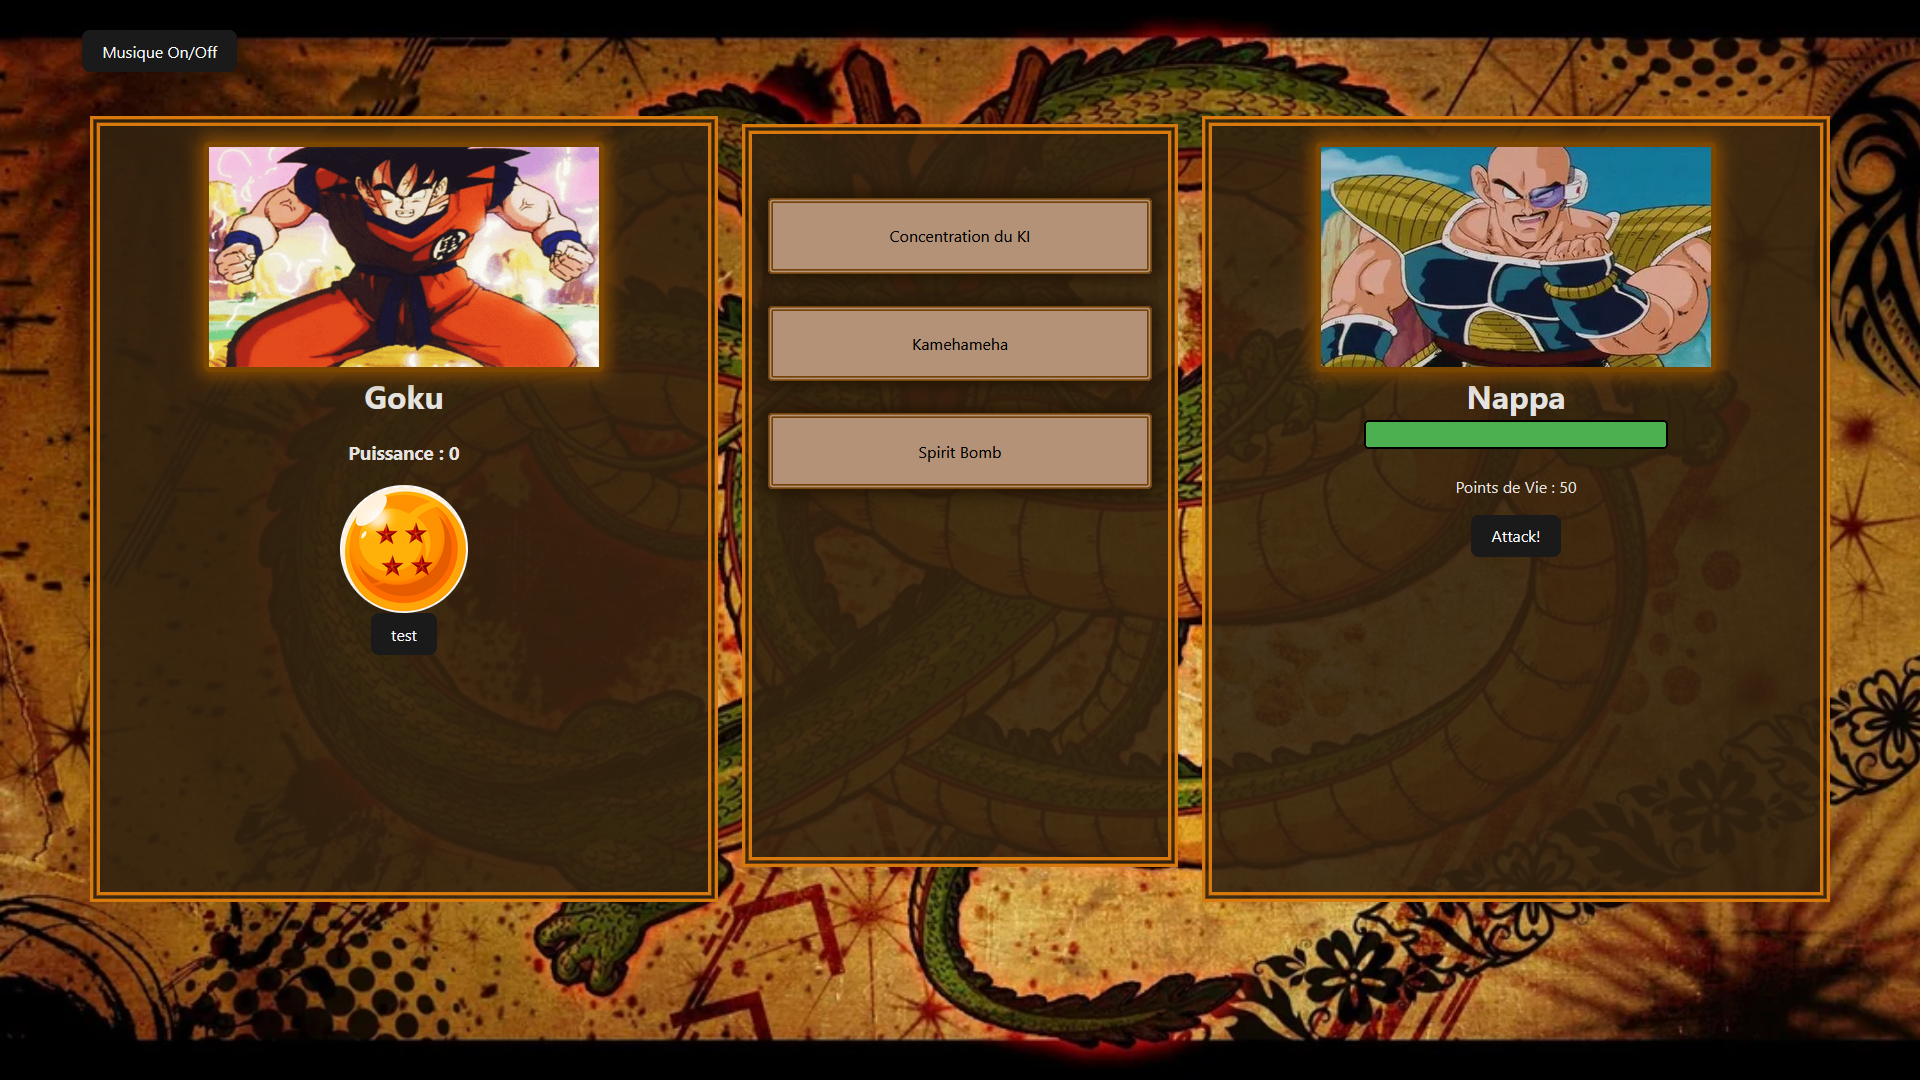 Musique On/Off
Goku
Puissance : 0
test
Concentration du KI
Kamehameha
Spirit Bomb
Nappa
Points de Vie : 50
Attack!